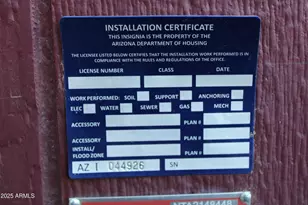 INSTALLATION CERTIFICATE
THIS INSIGNIA IS THE PROPERTY OF THE
ARIZONA DEPARTMENT OF HOUSING
THE LICENSEE LISTED BELOW CERTIFIES THAT THE INSTALLATION WORK PERFORMED IS IN
COMPLIANCE WITH THE RULES AND REGULATIONS OF THE OFFICE.
LICENSE NUMBER CLASS DATE
WORK PERFORMED: SOIL SUPPORT ANCHORING
ELEC WATER SEWER GAS MECH
ACCESSORY PLAN #
ACCESSORY PLAN #
INSTALL/ PLAN #
FLOOD ZONE
AZ I 044926 SN
© 2025 ARMLS